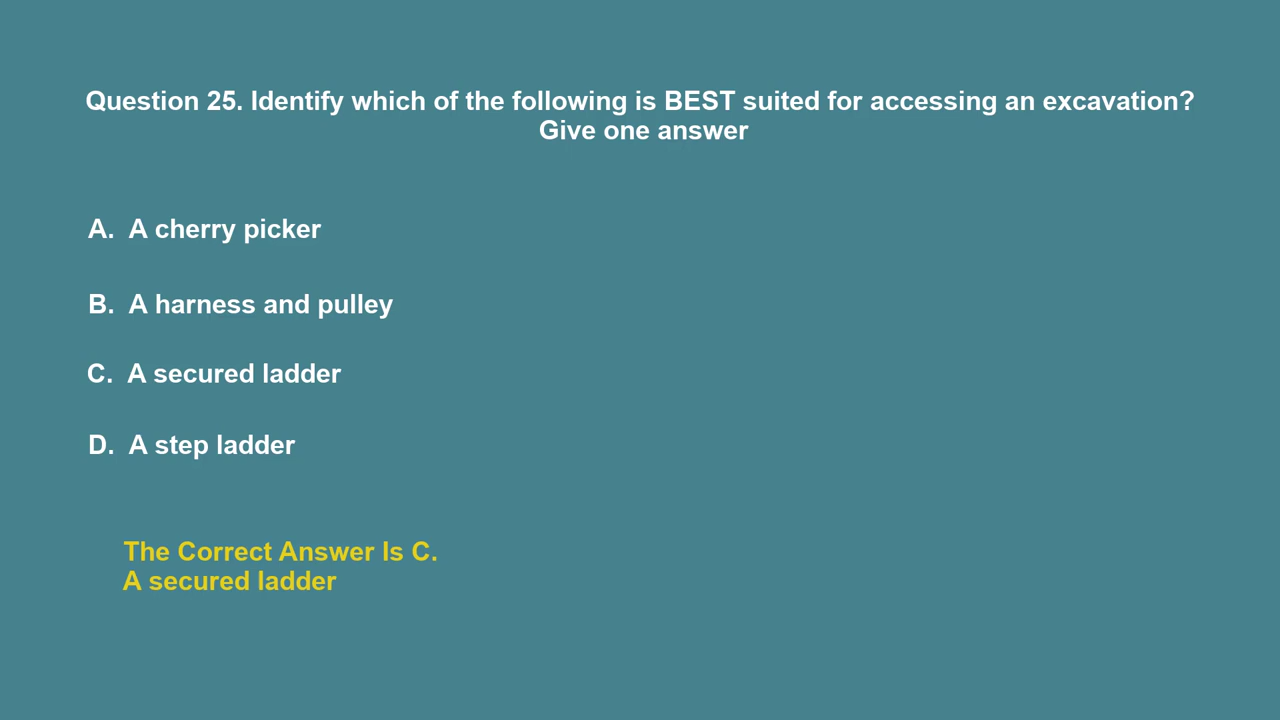 Question 25. Identify which of the following is BEST suited for accessing an excavation?
Give one answer
A. A cherry picker
B. A harness and pulley
C. A secured ladder
D. A step ladder
The Correct Answer Is C.
A secured ladder